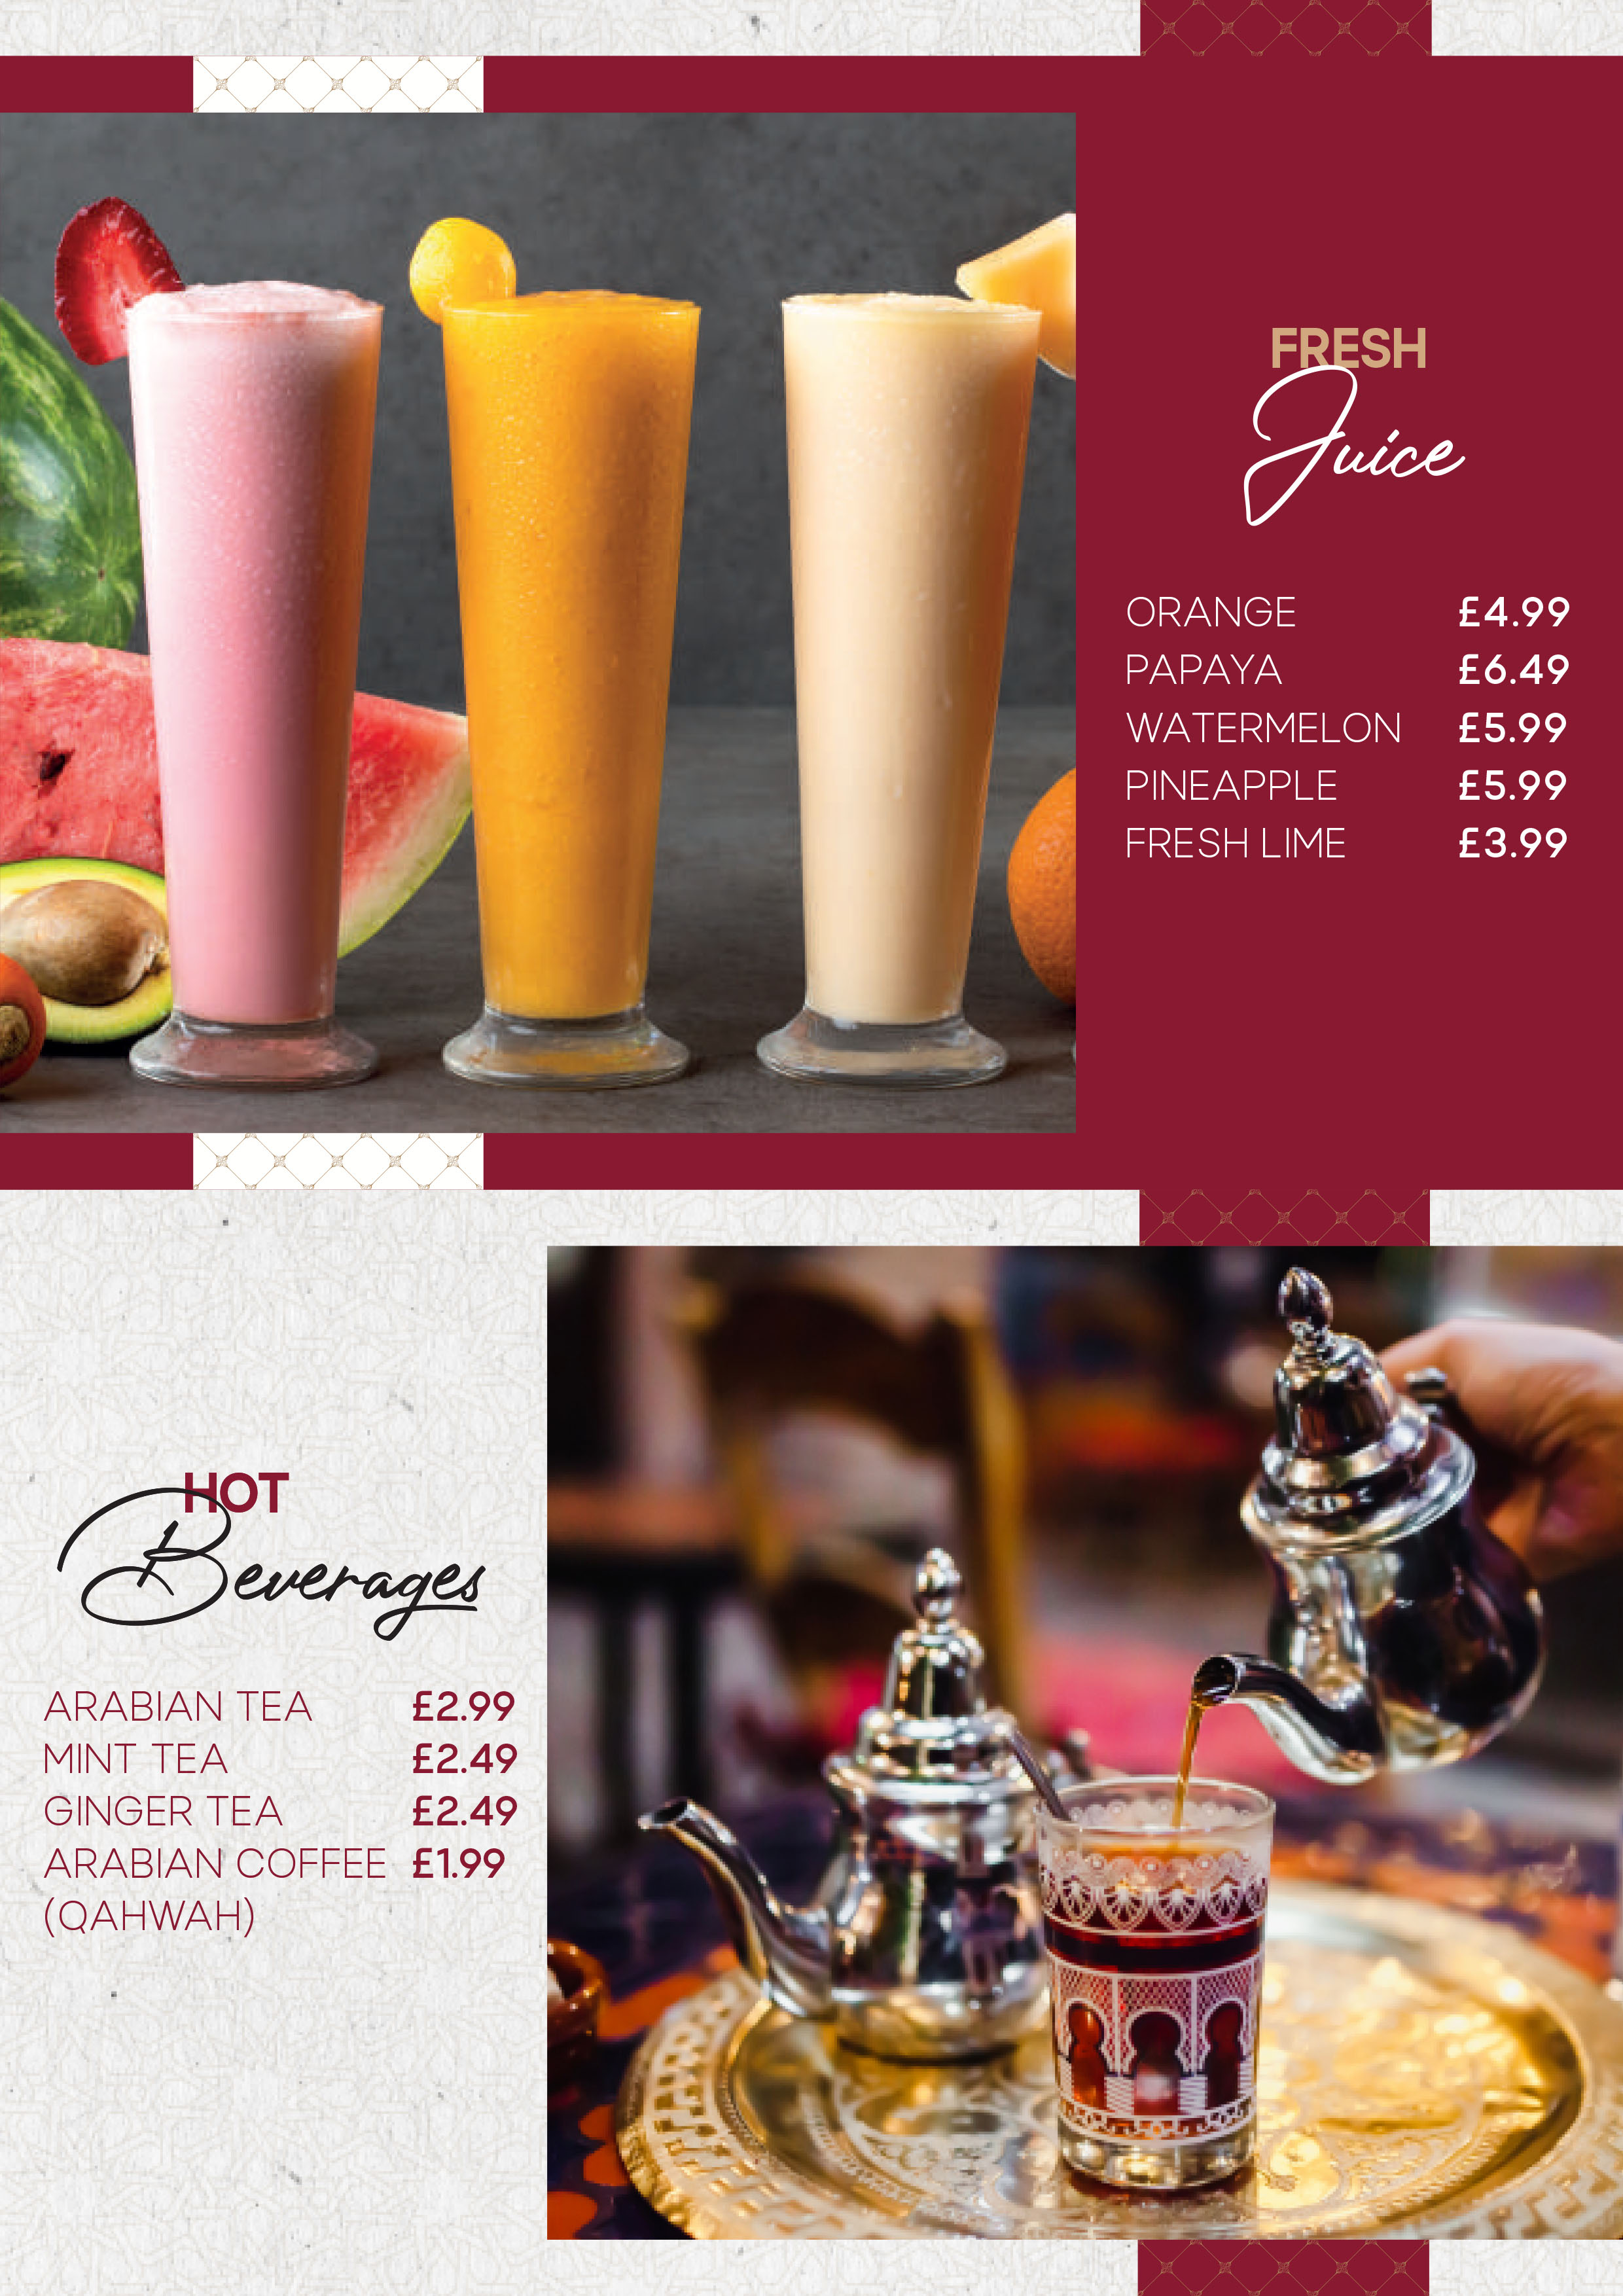 FRESH
Juice
ORANGE £4.99
PAPAYA £6.49
WATERMELON £5.99
PINEAPPLE £5.99
FRESH LIME £3.99
HOT
Beverages
ARABIAN TEA £2.99
MINT TEA £2.49
GINGER TEA £2.49
ARABIAN COFFEE £1.99
(QAHWAH)